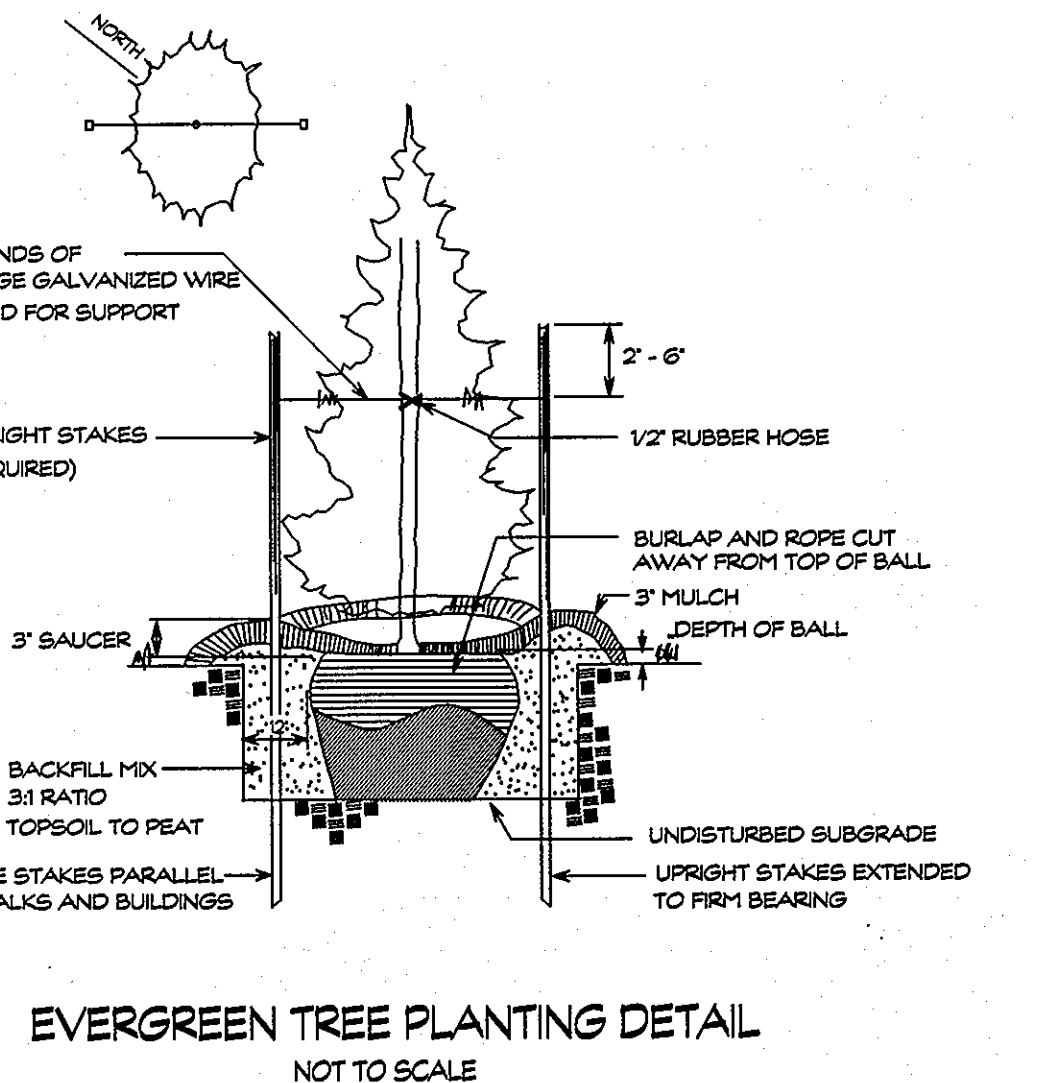 NORTH
NDS OF
GE GALVANIZED WIRE
D FOR SUPPORT
2" - 6"
IGHT STAKES
QUIRED)
1/2" RUBBER HOSE
BURLAP AND ROPE CUT
AWAY FROM TOP OF BALL
3" MULCH
DEPTH OF BALL
3" SAUCER
12"
BACKFILL MIX
3:1 RATIO
TOPSOIL TO PEAT
UNDISTURBED SUBGRADE
E STAKES PARALLEL
ALKS AND BUILDINGS
UPRIGHT STAKES EXTENDED
TO FIRM BEARING
EVERGREEN TREE PLANTING DETAIL
NOT TO SCALE